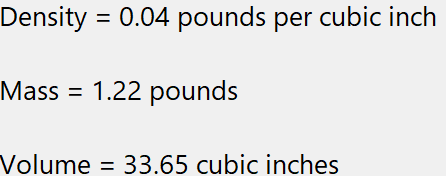 Density = 0.04 pounds per cubic inch
Mass = 1.22 pounds
Volume = 33.65 cubic inches